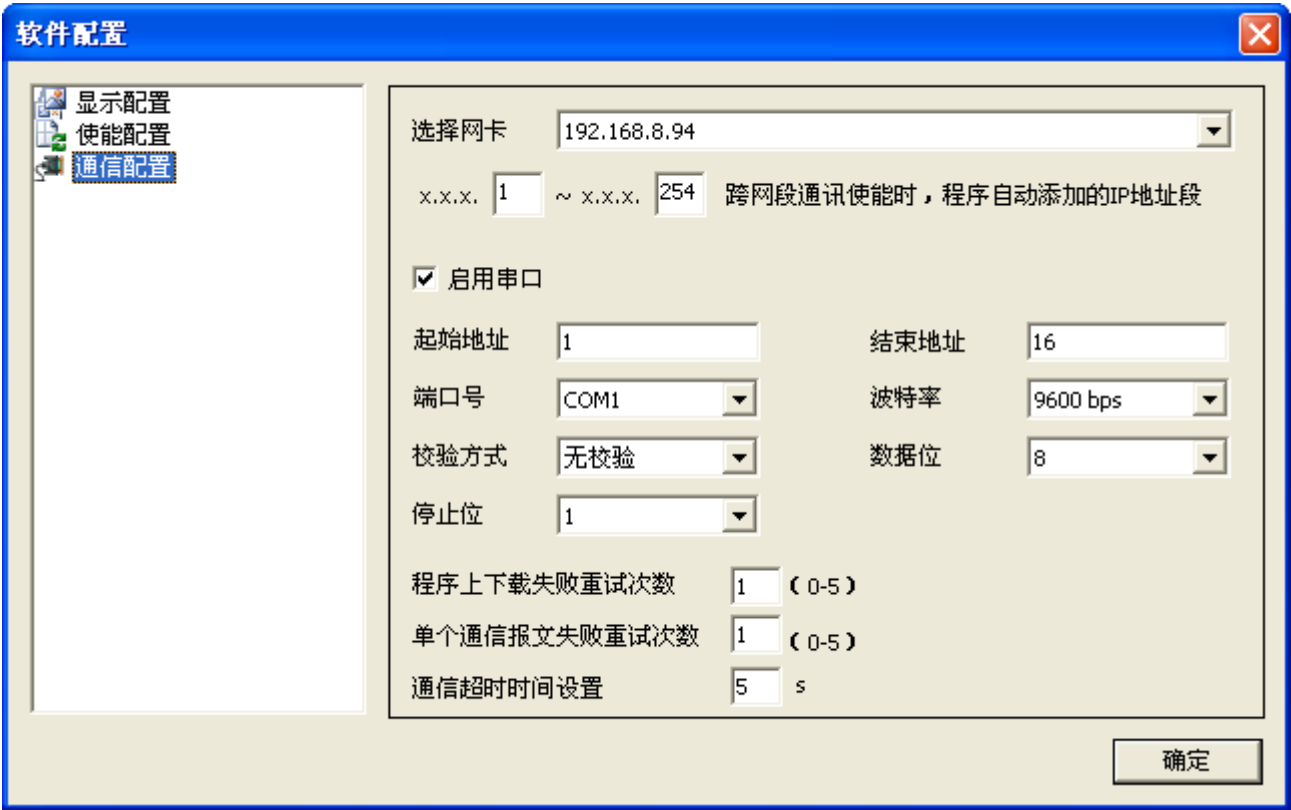 软件配置
显示配置
使能配置
通信配置
选择网卡 192.168.8.94
x.x.x. 1 ~ x.x.x. 254 跨网段通讯使能时，程序自动添加的IP地址段
启用串口
起始地址 1 结束地址 16
端口号 COM1 波特率 9600 bps
校验方式 无校验 数据位 8
停止位 1
程序上下载失败重试次数 1 （0-5）
单个通信报文失败重试次数 1 （0-5）
通信超时时间设置 5 s
确定